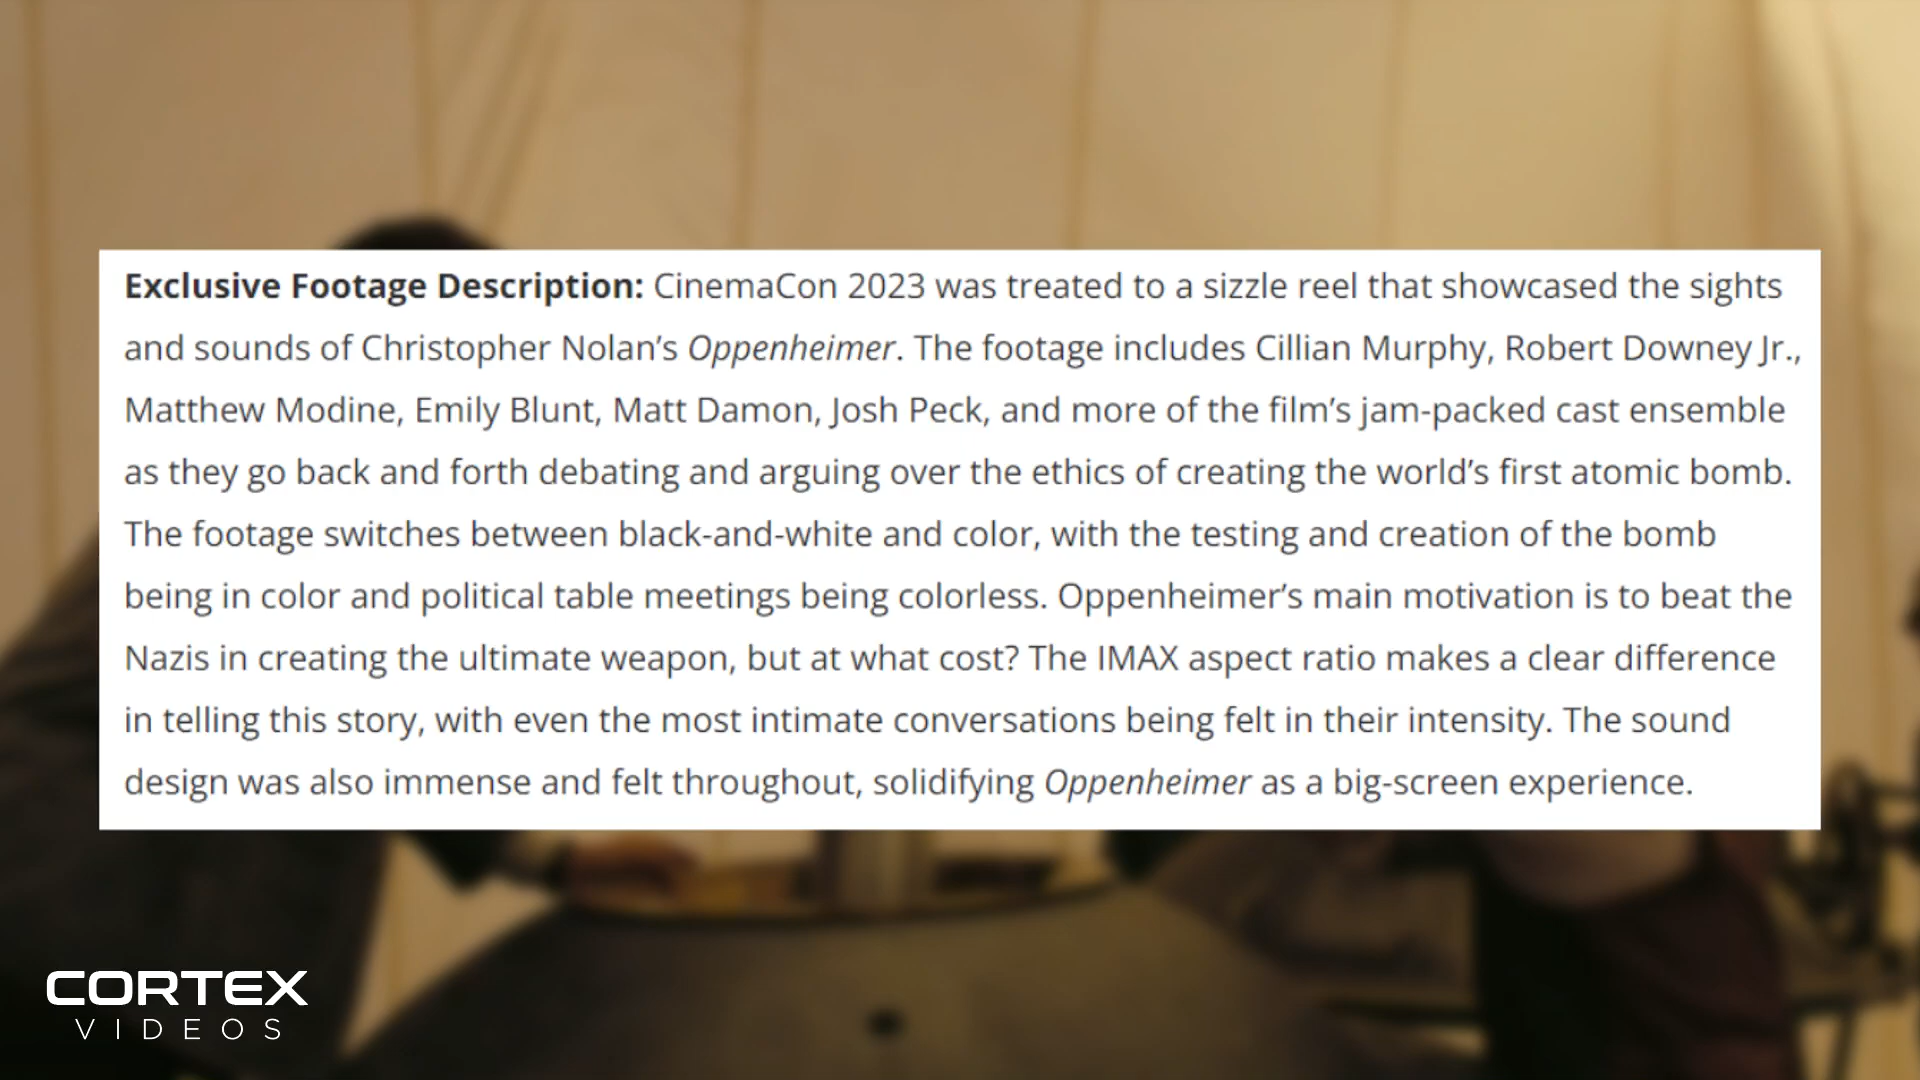 Exclusive Footage Description: CinemaCon 2023 was treated to a sizzle reel that showcased the sights
and sounds of Christopher Nolan’s Oppenheimer. The footage includes Cillian Murphy, Robert Downey Jr.,
Matthew Modine, Emily Blunt, Matt Damon, Josh Peck, and more of the film’s jam-packed cast ensemble
as they go back and forth debating and arguing over the ethics of creating the world’s first atomic bomb.
The footage switches between black-and-white and color, with the testing and creation of the bomb
being in color and political table meetings being colorless. Oppenheimer’s main motivation is to beat the
Nazis in creating the ultimate weapon, but at what cost? The IMAX aspect ratio makes a clear difference
in telling this story, with even the most intimate conversations being felt in their intensity. The sound
design was also immense and felt throughout, solidifying Oppenheimer as a big-screen experience.
CORTEX
VIDEOS